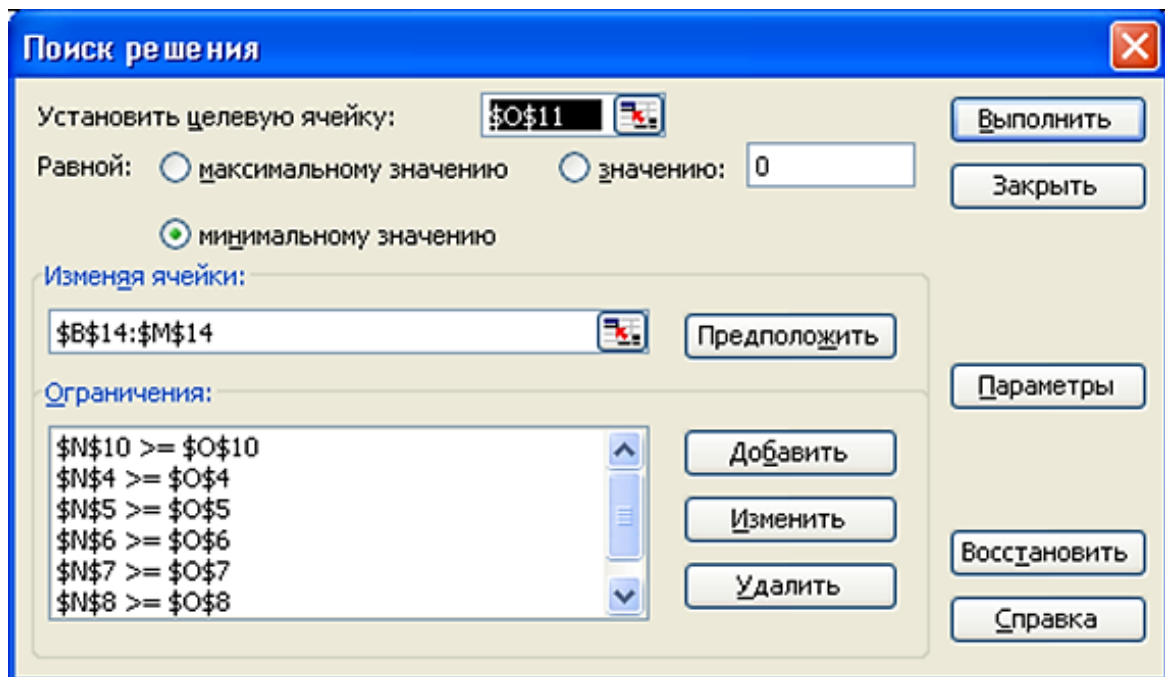 Поиск решения
Установить целевую ячейку: $O$11
Выполнить
Равной: максимальному значению значению: 0
Закрыть
минимальному значению
Изменяя ячейки:
$B$14:$M$14
Предположить
Параметры
Ограничения:
$N$10 >= $O$10
$N$4 >= $O$4
$N$5 >= $O$5
$N$6 >= $O$6
$N$7 >= $O$7
$N$8 >= $O$8
Добавить
Изменить
Удалить
Восстановить
Справка